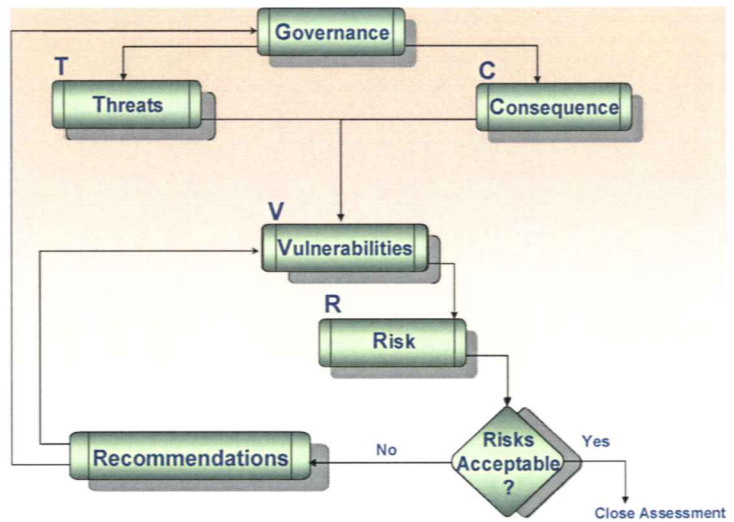 Governance
T
Threats
C
Consequence
V
Vulnerabilities
R
Risk
Risks
Acceptable
?
Yes
No
Recommendations
Close Assessment